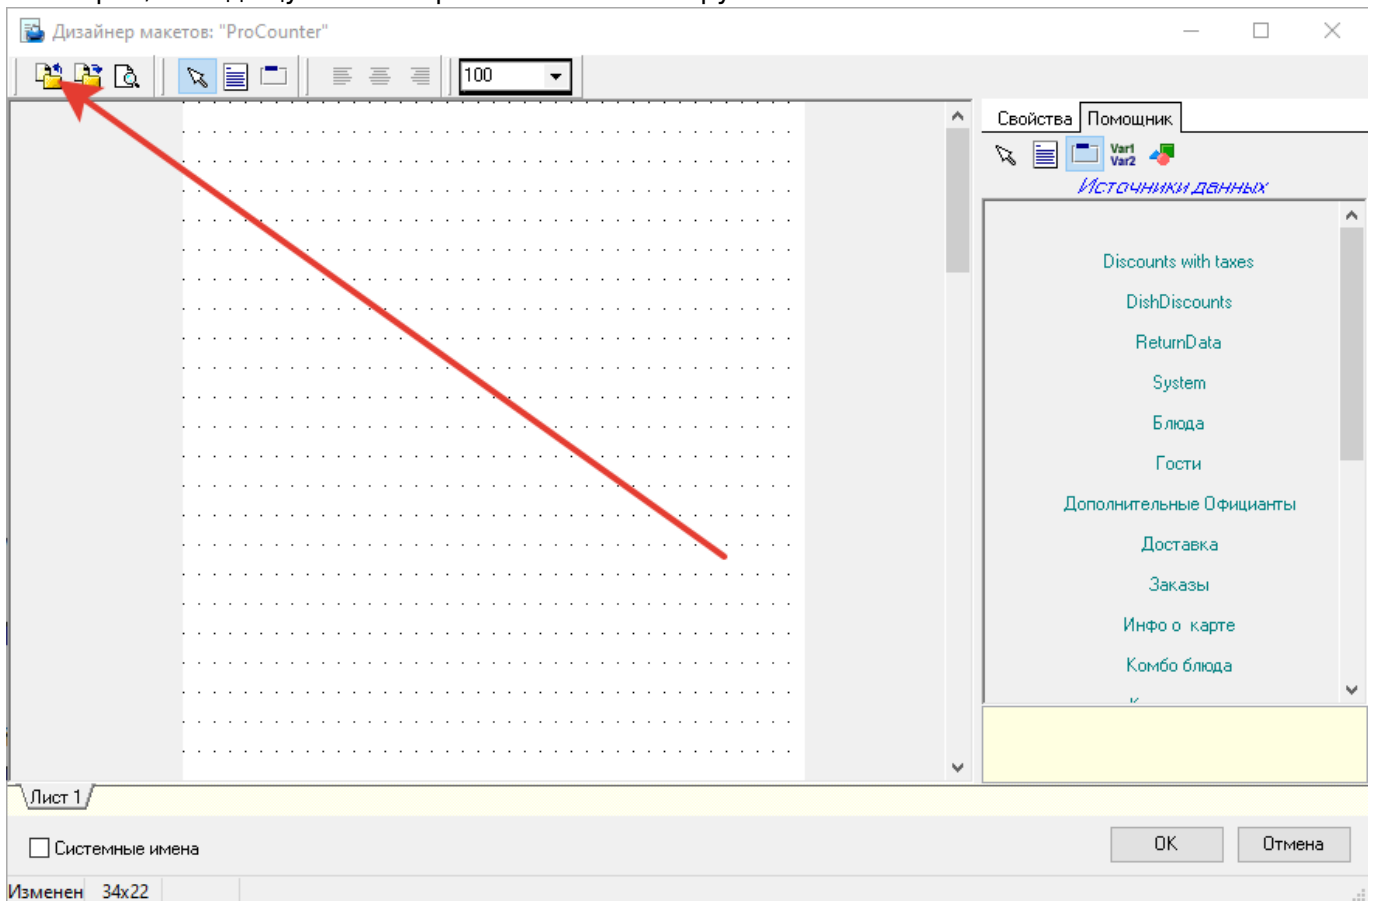 Дизайнер макетов: "ProCounter"
100
Свойства Помощник
Var1
Var2
Источники данных
Discounts with taxes
DishDiscounts
ReturnData
System
Блюда
Гости
Дополнительные Официанты
Доставка
Заказы
Инфо о карте
Комбо блюда
Лист 1
Системные имена
OK Отмена
Изменен 34x22